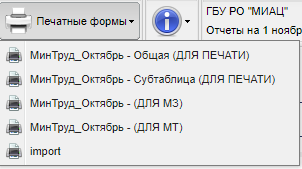 Печатные формы
ГБУ РО "МИАЦ"
Отчеты на 1 нояб
МинТруд_Октябрь - Общая (ДЛЯ ПЕЧАТИ)
МинТруд_Октябрь - Субтаблица (ДЛЯ ПЕЧАТИ)
МинТруд_Октябрь - (ДЛЯ МЗ)
МинТруд_Октябрь - (ДЛЯ МТ)
import